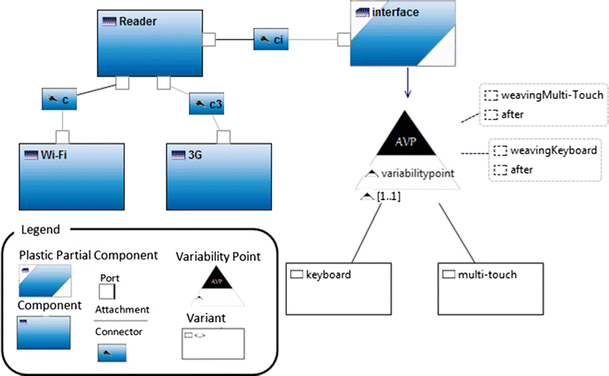 Reader
ci
interface
c
c3
Wi-Fi
3G
weavingMulti-Touch
after
weavingKeyboard
after
AVP
variabilitypoint
[1..1]
keyboard
multi-touch
Legend
Plastic Partial Component
Port
Variability Point
AVP
Component
Attachment
Connector
Variant
<...>